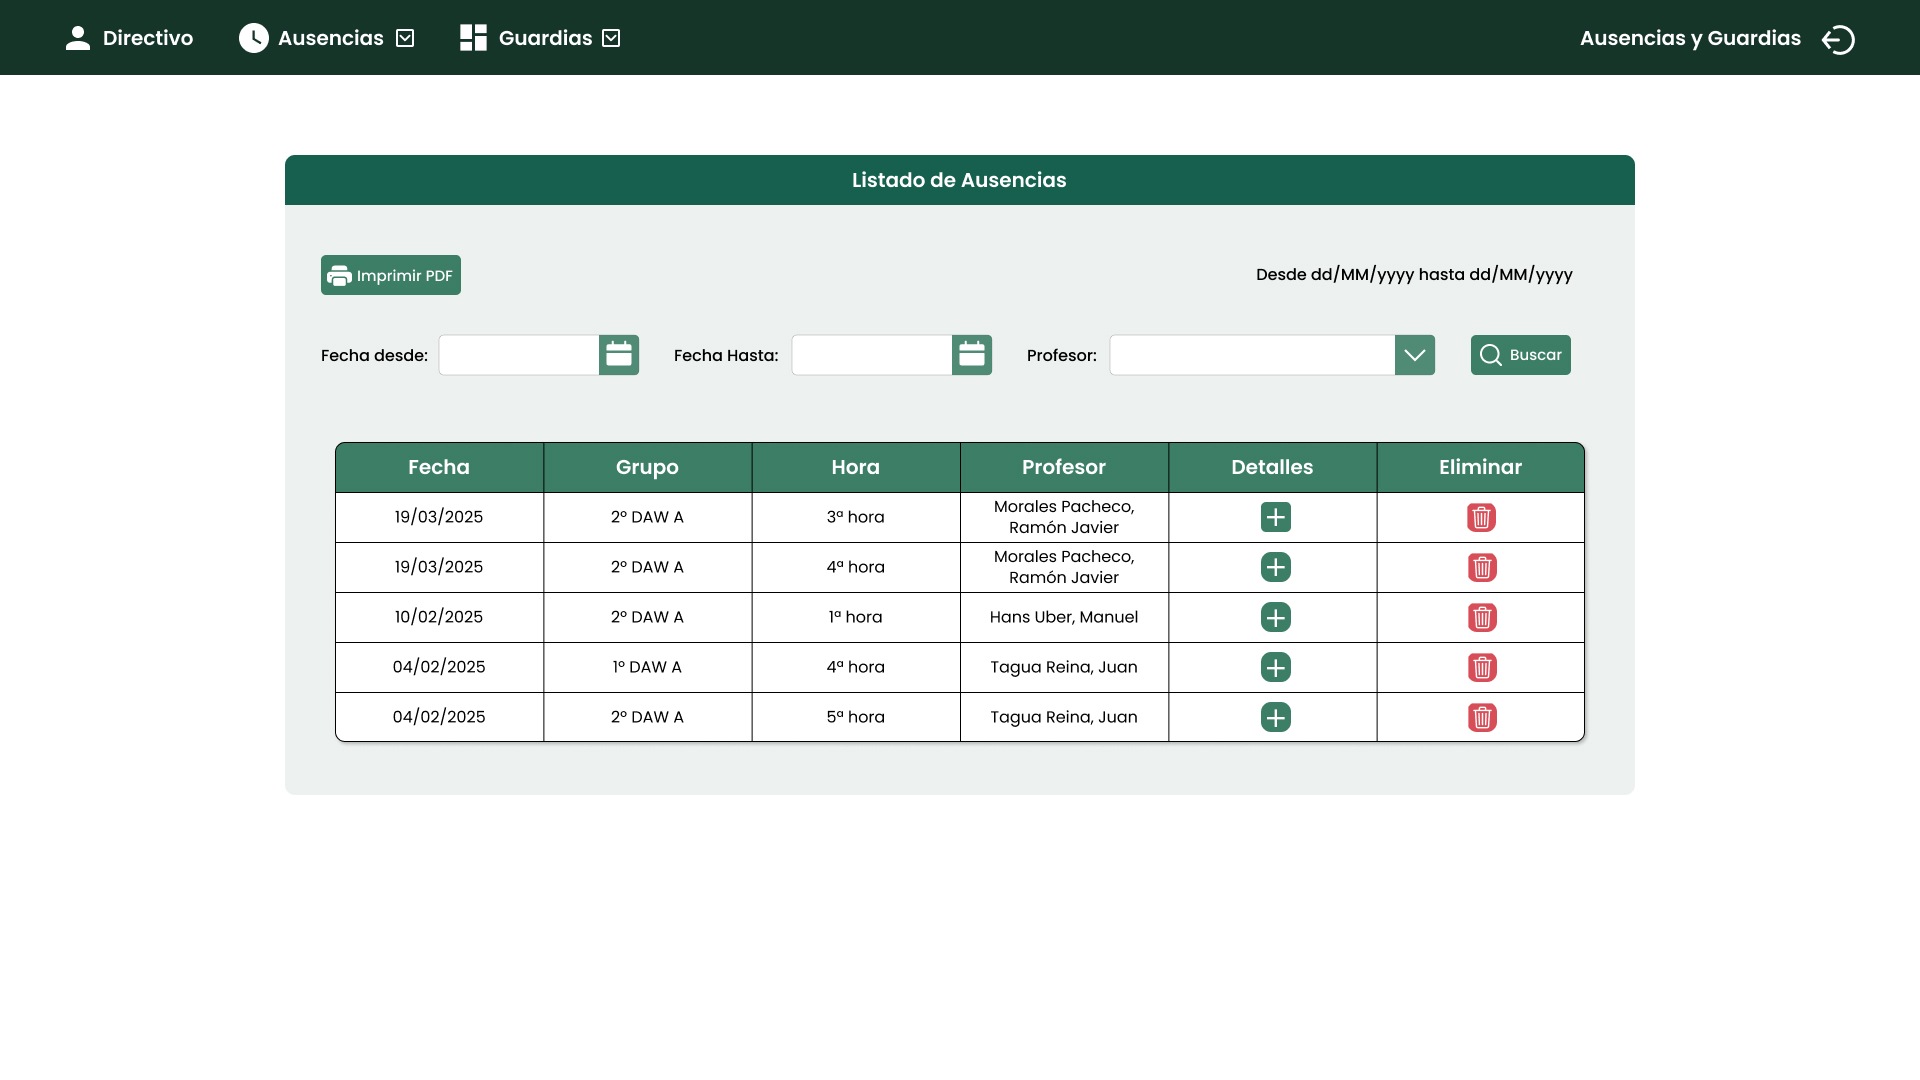 Directivo Ausencias Guardias Ausencias y Guardias
Listado de Ausencias
Imprimir PDF Desde dd/MM/yyyy hasta dd/MM/yyyy
Fecha desde: Fecha Hasta: Profesor: Buscar
Fecha Grupo Hora Profesor Detalles Eliminar
19/03/2025 2º DAW A 3ª hora Morales Pacheco,
Ramón Javier
19/03/2025 2º DAW A 4ª hora Morales Pacheco,
Ramón Javier
10/02/2025 2º DAW A 1ª hora Hans Uber, Manuel
04/02/2025 1º DAW A 4ª hora Tagua Reina, Juan
04/02/2025 2º DAW A 5ª hora Tagua Reina, Juan